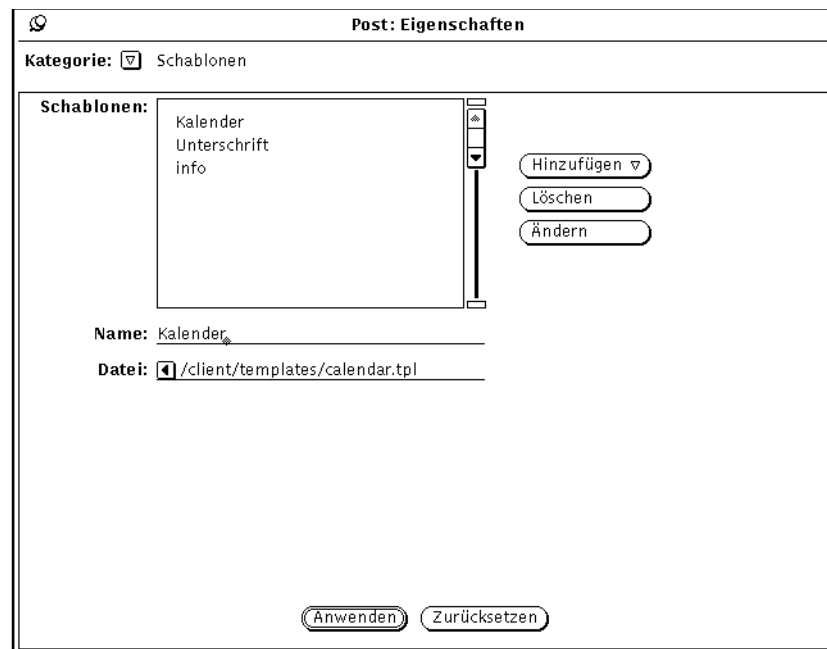 Post: Eigenschaften
Kategorie: Schablonen
Schablonen:
Kalender
Unterschrift
info
Hinzufügen
Löschen
Ändern
Name: Kalender
Datei: /client/templates/calendar.tpl
Anwenden Zurücksetzen